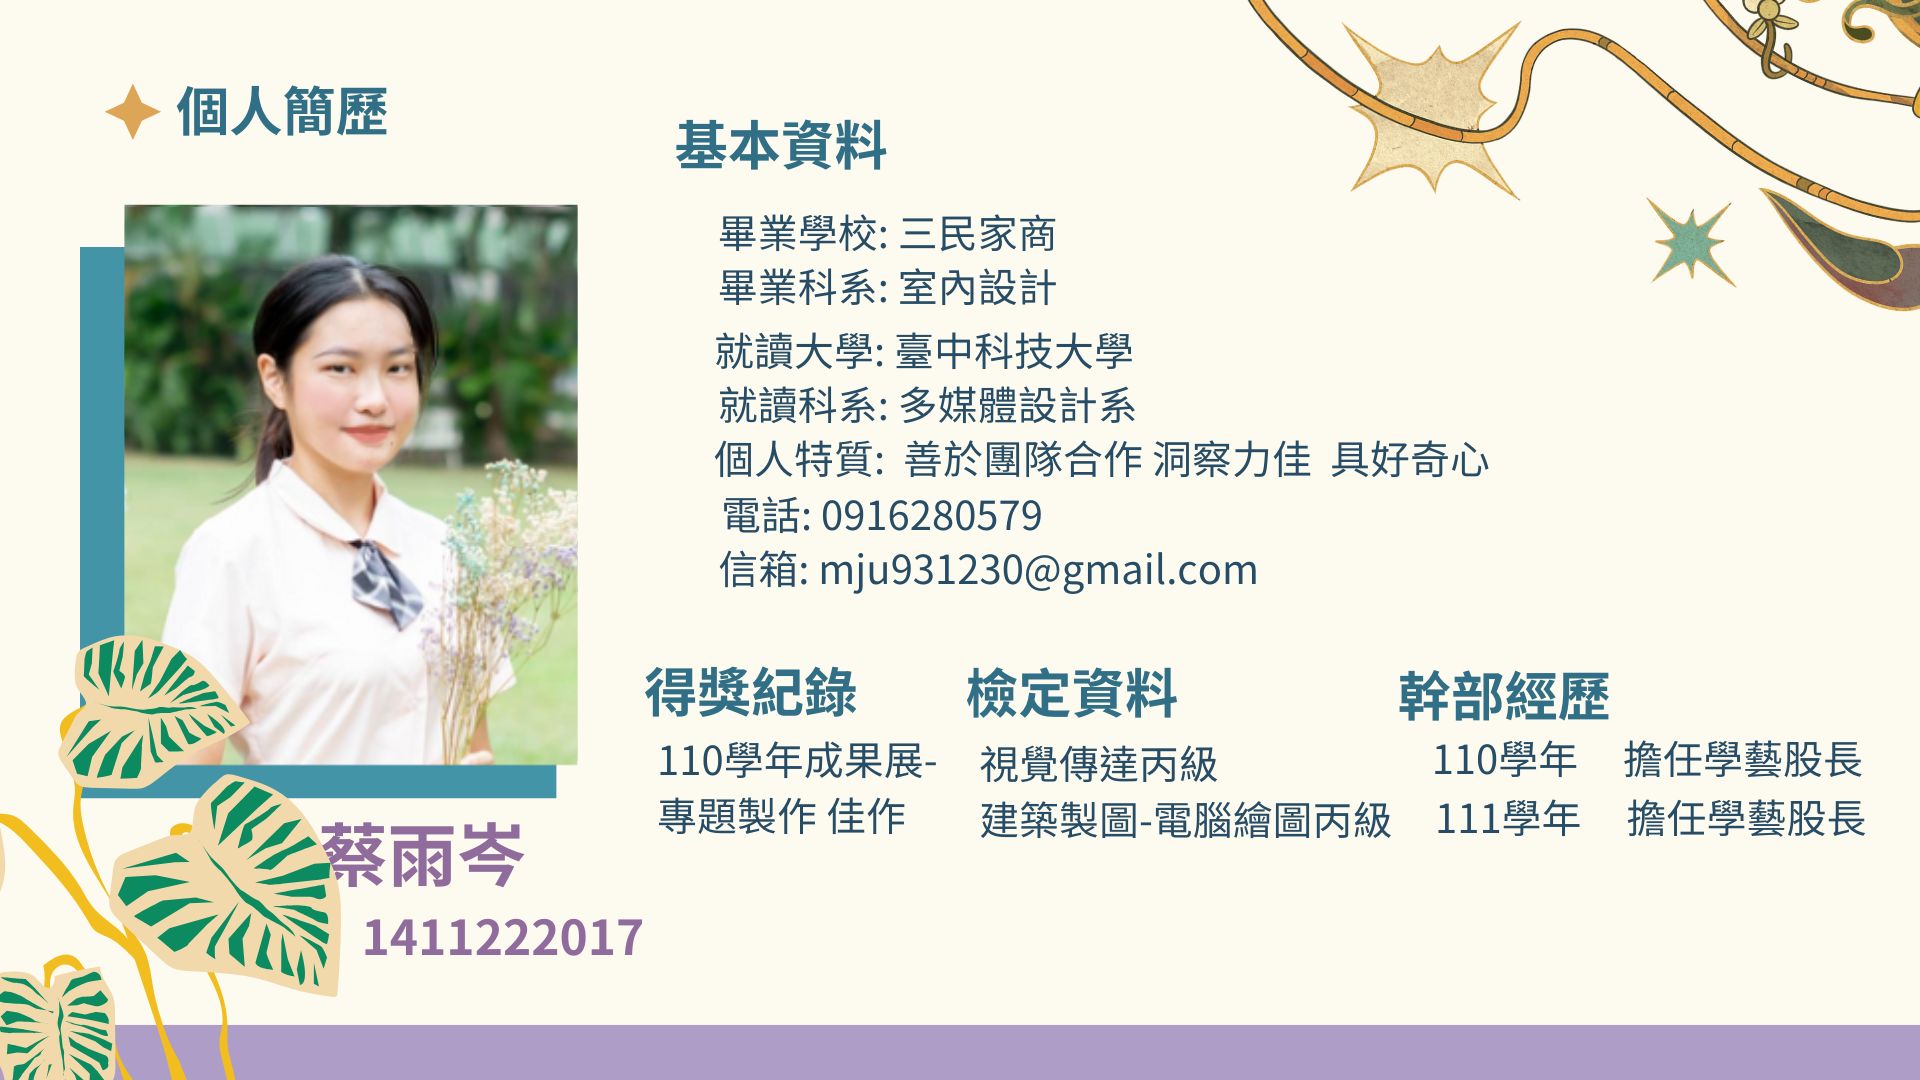 個人簡歷
基本資料
畢業學校: 三民家商
畢業科系: 室內設計
就讀大學: 臺中科技大學
就讀科系: 多媒體設計系
個人特質: 善於團隊合作 洞察力佳 具好奇心
電話: 0916280579
信箱: mju931230@gmail.com
得獎紀錄
110學年成果展-
專題製作 佳作
檢定資料
視覺傳達丙級
建築製圖-電腦繪圖丙級
幹部經歷
110學年 擔任學藝股長
111學年 擔任學藝股長
蔡雨岑
1411222017